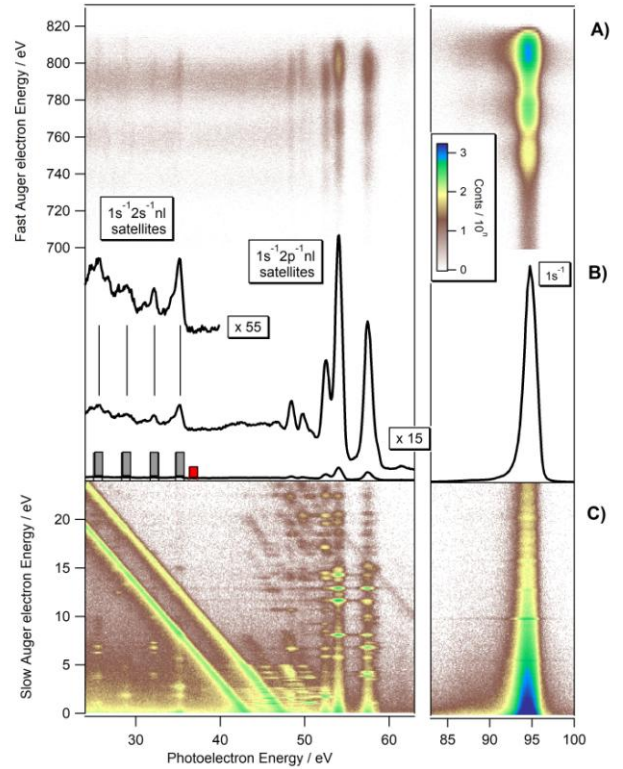 A)
Fast Auger electron Energy / eV
820
800
780
760
740
720
700
1s⁻¹2s⁻¹nl
satellites
1s⁻¹2p⁻¹nl
satellites
3
2
1
0
Conts / 10ⁿ
B)
1s⁻¹
x 55
x 15
C)
Slow Auger electron Energy / eV
20
15
10
5
0
30
40
50
60
85
90
95
100
Photoelectron Energy / eV